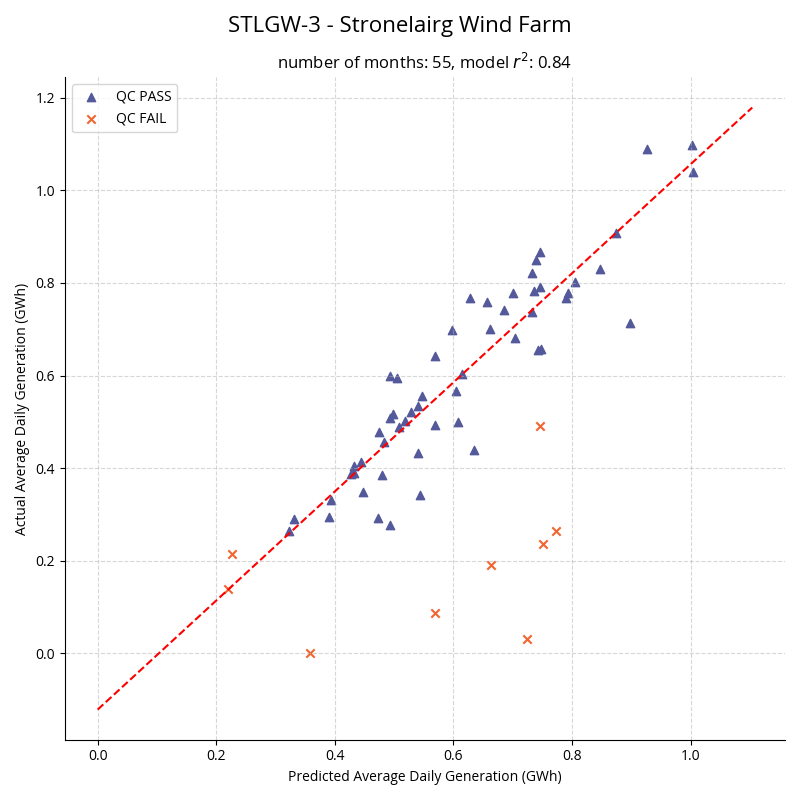 STLGW-3 - Stronelairg Wind Farm
number of months: 55, model r²: 0.84
QC PASS
QC FAIL
1.2
1.0
0.8
0.6
0.4
0.2
0.0
Actual Average Daily Generation (GWh)
0.0 0.2 0.4 0.6 0.8 1.0
Predicted Average Daily Generation (GWh)